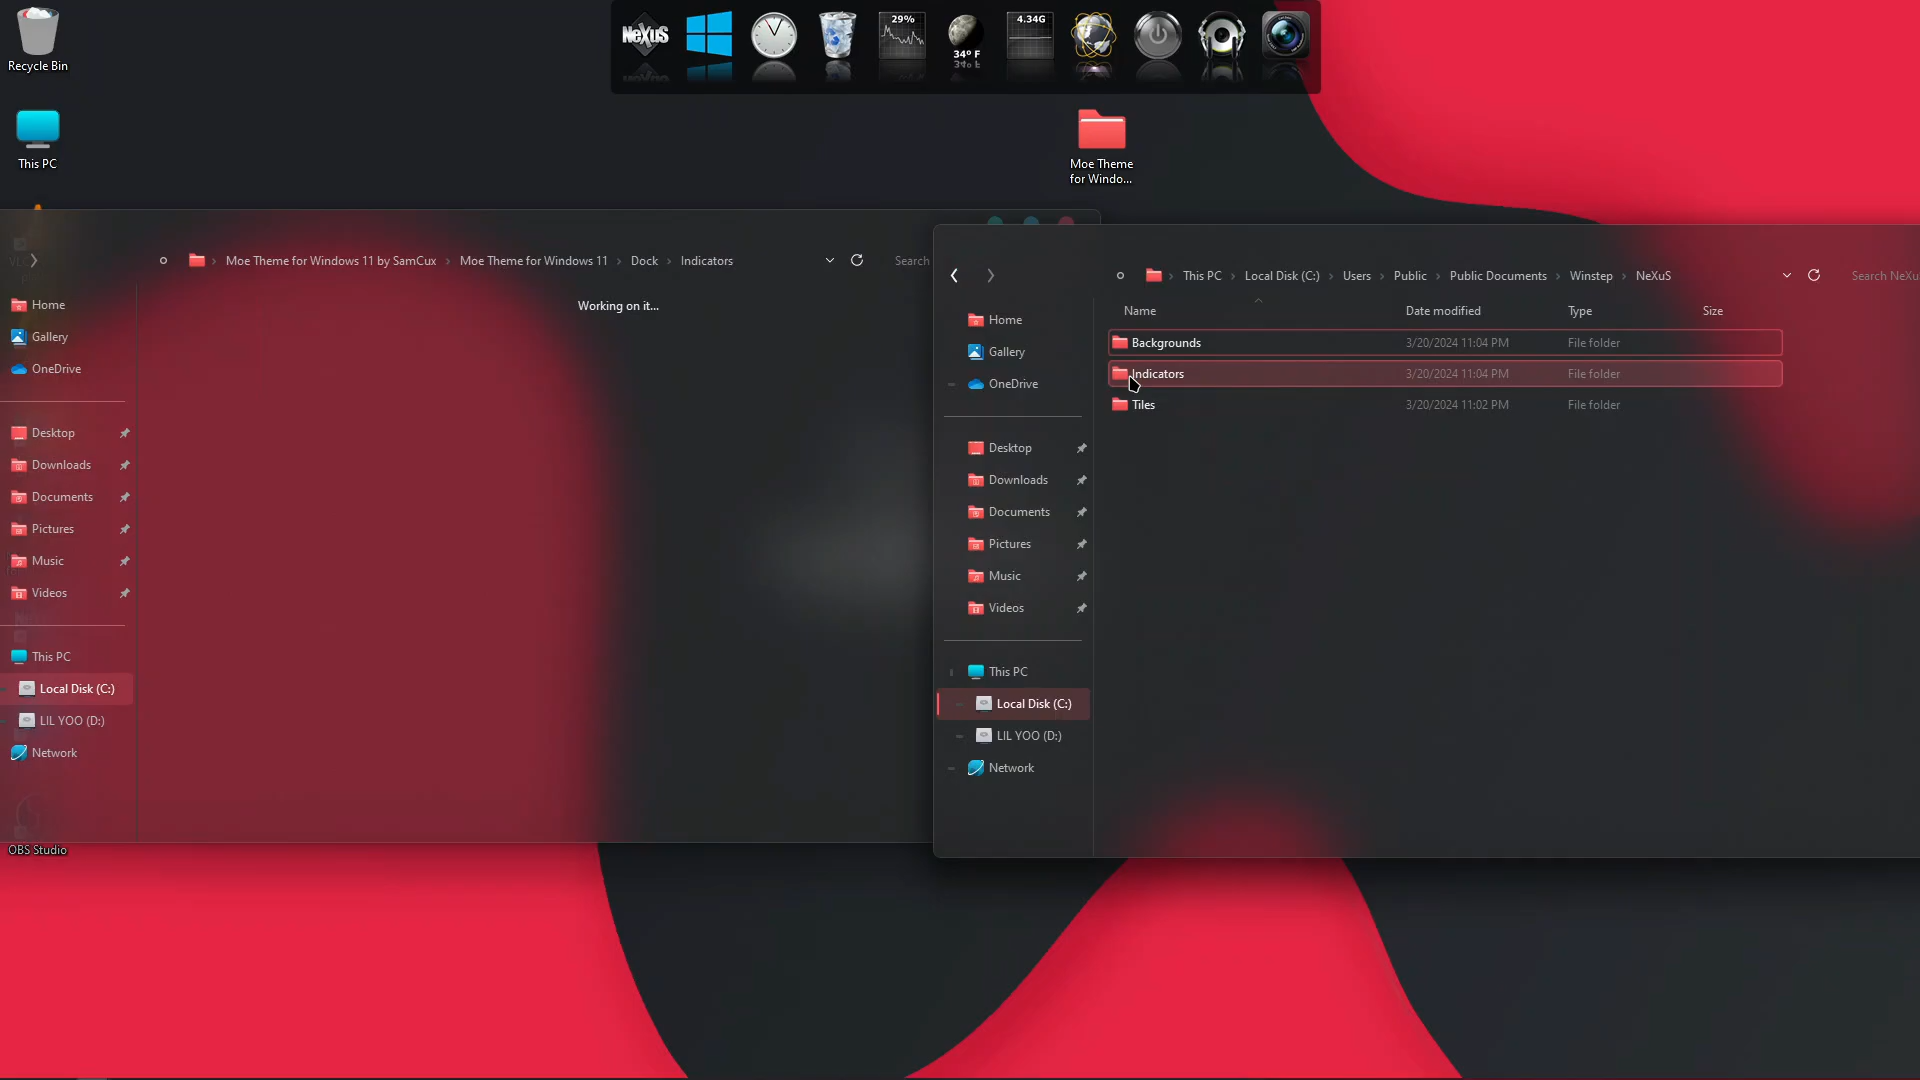 NeXuS
29%
34° F
4.34G
Recycle Bin
This PC
Moe Theme
for Windo...
Moe Theme for Windows 11 by SamCux › Moe Theme for Windows 11 › Dock › Indicators
Search
Working on it...
Home
Gallery
OneDrive
Desktop
Downloads
Documents
Pictures
Music
Videos
This PC
Local Disk (C:)
LIL YOO (D:)
Network
OBS Studio
This PC › Local Disk (C:) › Users › Public › Public Documents › Winstep › NeXuS
Search NeXu
Name Date modified Type Size
Backgrounds 3/20/2024 11:04 PM File folder
Indicators 3/20/2024 11:04 PM File folder
Tiles 3/20/2024 11:02 PM File folder
Home
Gallery
OneDrive
Desktop
Downloads
Documents
Pictures
Music
Videos
This PC
Local Disk (C:)
LIL YOO (D:)
Network